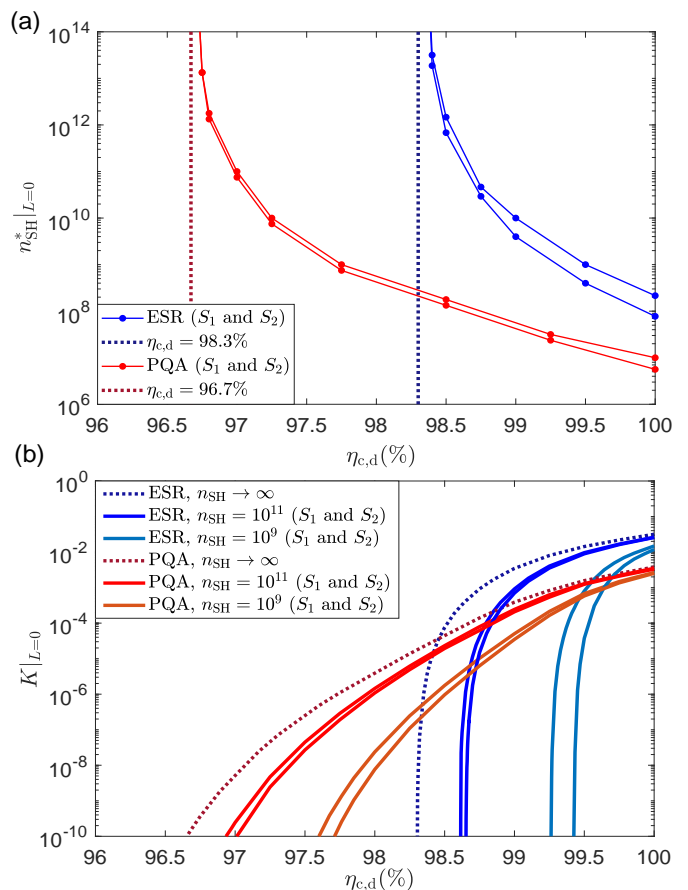 (a)
10^14
10^12
10^10
10^8
10^6
n*_SH|_{L=0}
ESR (S_1 and S_2)
η_{c,d} = 98.3%
PQA (S_1 and S_2)
η_{c,d} = 96.7%
96 96.5 97 97.5 98 98.5 99 99.5 100
η_{c,d}(%)
(b)
10^0
10^-2
10^-4
10^-6
10^-8
10^-10
K|_{L=0}
ESR, n_SH → ∞
ESR, n_SH = 10^11 (S_1 and S_2)
ESR, n_SH = 10^9 (S_1 and S_2)
PQA, n_SH → ∞
PQA, n_SH = 10^11 (S_1 and S_2)
PQA, n_SH = 10^9 (S_1 and S_2)
96 96.5 97 97.5 98 98.5 99 99.5 100
η_{c,d}(%)